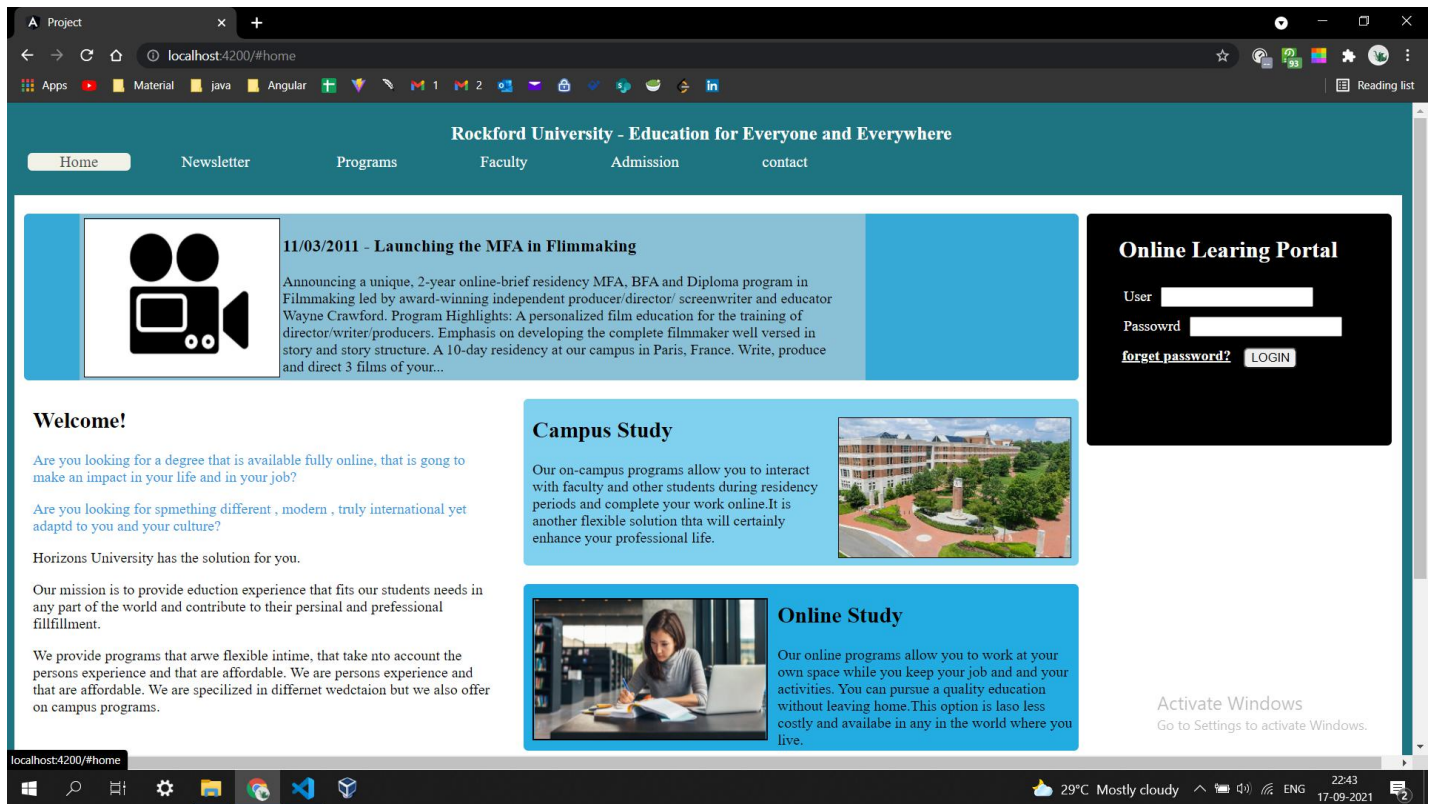 Project
localhost:4200/#home
93
Apps
Material
java
Angular
M 1
M 2
in
Reading list
Rockford University - Education for Everyone and Everywhere
Home
Newsletter
Programs
Faculty
Admission
contact
11/03/2011 - Launching the MFA in Flimmaking
Announcing a unique, 2-year online-brief residency MFA, BFA and Diploma program in
Filmmaking led by award-winning independent producer/director/ screenwriter and educator
Wayne Crawford. Program Highlights: A personalized film education for the training of
director/writer/producers. Emphasis on developing the complete filmmaker well versed in
story and story structure. A 10-day residency at our campus in Paris, France. Write, produce
and direct 3 films of your...
Online Learing Portal
User
Passowrd
forget password?
LOGIN
Welcome!
Are you looking for a degree that is available fully online, that is gong to
make an impact in your life and in your job?
Are you looking for spmething different , modern , truly international yet
adaptd to you and your culture?
Horizons University has the solution for you.
Our mission is to provide eduction experience that fits our students needs in
any part of the world and contribute to their persinal and prefessional
fillfillment.
We provide programs that arwe flexible intime, that take nto account the
persons experience and that are affordable. We are persons experience and
that are affordable. We are specilized in differnet wedctaion but we also offer
on campus programs.
Campus Study
Our on-campus programs allow you to interact
with faculty and other students during residency
periods and complete your work online.It is
another flexible solution thta will certainly
enhance your professional life.
Online Study
Our online programs allow you to work at your
own space while you keep your job and and your
activities. You can pursue a quality education
without leaving home.This option is laso less
costly and availabe in any in the world where you
live.
Activate Windows
Go to Settings to activate Windows.
localhost:4200/#home
29°C Mostly cloudy
ENG
22:43
17-09-2021
2